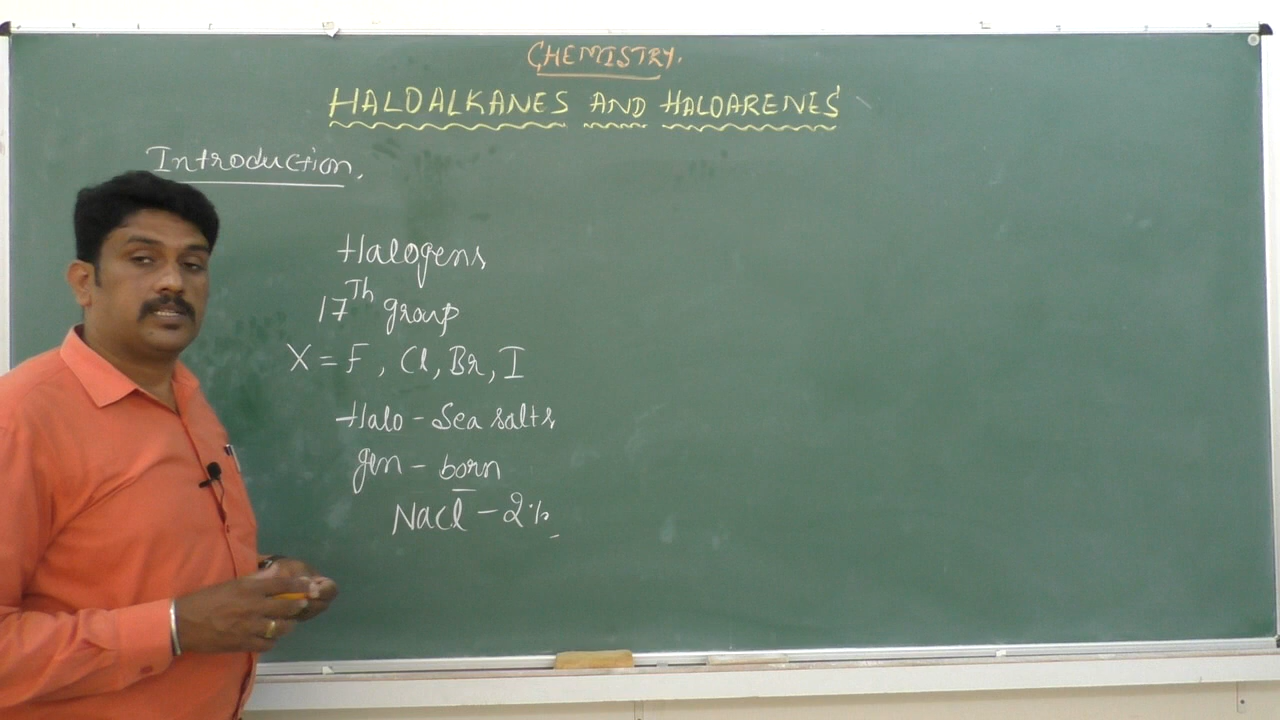 CHEMISTRY.
HALOALKANES AND HALOARENES
Introduction.
Halogens
17Th group
X = F, Cl, Br, I
Halo - Sea salts
gen - born
NaCl - 2%